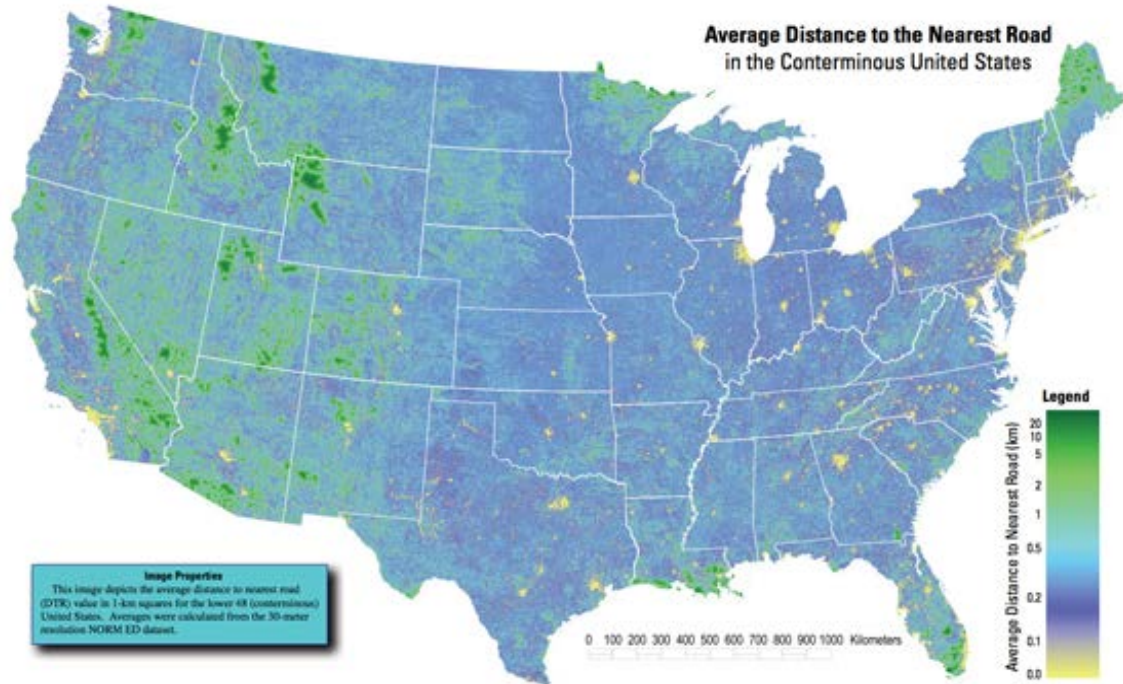 Average Distance to the Nearest Road
in the Conterminous United States
Legend
Average Distance to Nearest Road (km)
20
10
5
2
1
0.5
0.2
0.1
0.0
Image Properties
This image depicts the average distance to nearest road
(DTR) value in 1-km squares for the lower 48 (conterminous)
United States. Averages were calculated from the 30-meter
resolution NORM ED dataset.
0 100 200 300 400 500 600 700 800 900 1000 Kilometers